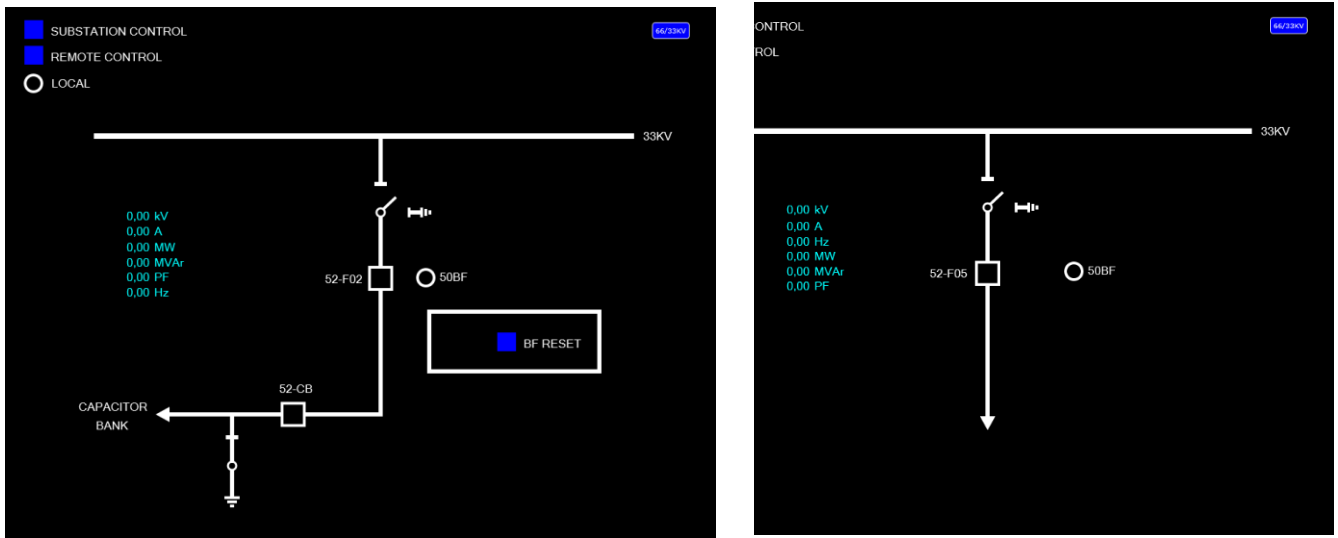 SUBSTATION CONTROL
66/33KV
REMOTE CONTROL
LOCAL
33KV
0,00 kV
0,00 A
0,00 MW
0,00 MVAr
0,00 PF
0,00 Hz
52-F02
50BF
BF RESET
52-CB
CAPACITOR
BANK
ONTROL
66/33KV
ROL
33KV
0,00 kV
0,00 A
0,00 Hz
0,00 MW
0,00 MVAr
0,00 PF
52-F05
50BF